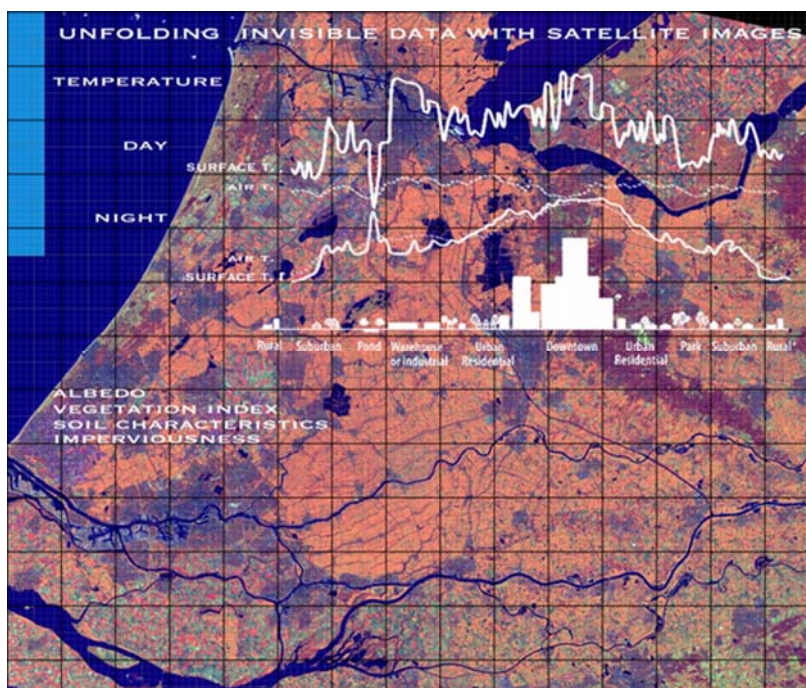 UNFOLDING INVISIBLE DATA WITH SATELLITE IMAGES
TEMPERATURE
DAY
SURFACE T.
AIR T.
NIGHT
AIR T.
SURFACE T.
Rural Suburban Pond Warehouse or Industrial Urban Residential Downtown Urban Residential Park Suburban Rural
ALBEDO
VEGETATION INDEX
SOIL CHARACTERISTICS
IMPERVIOUSNESS